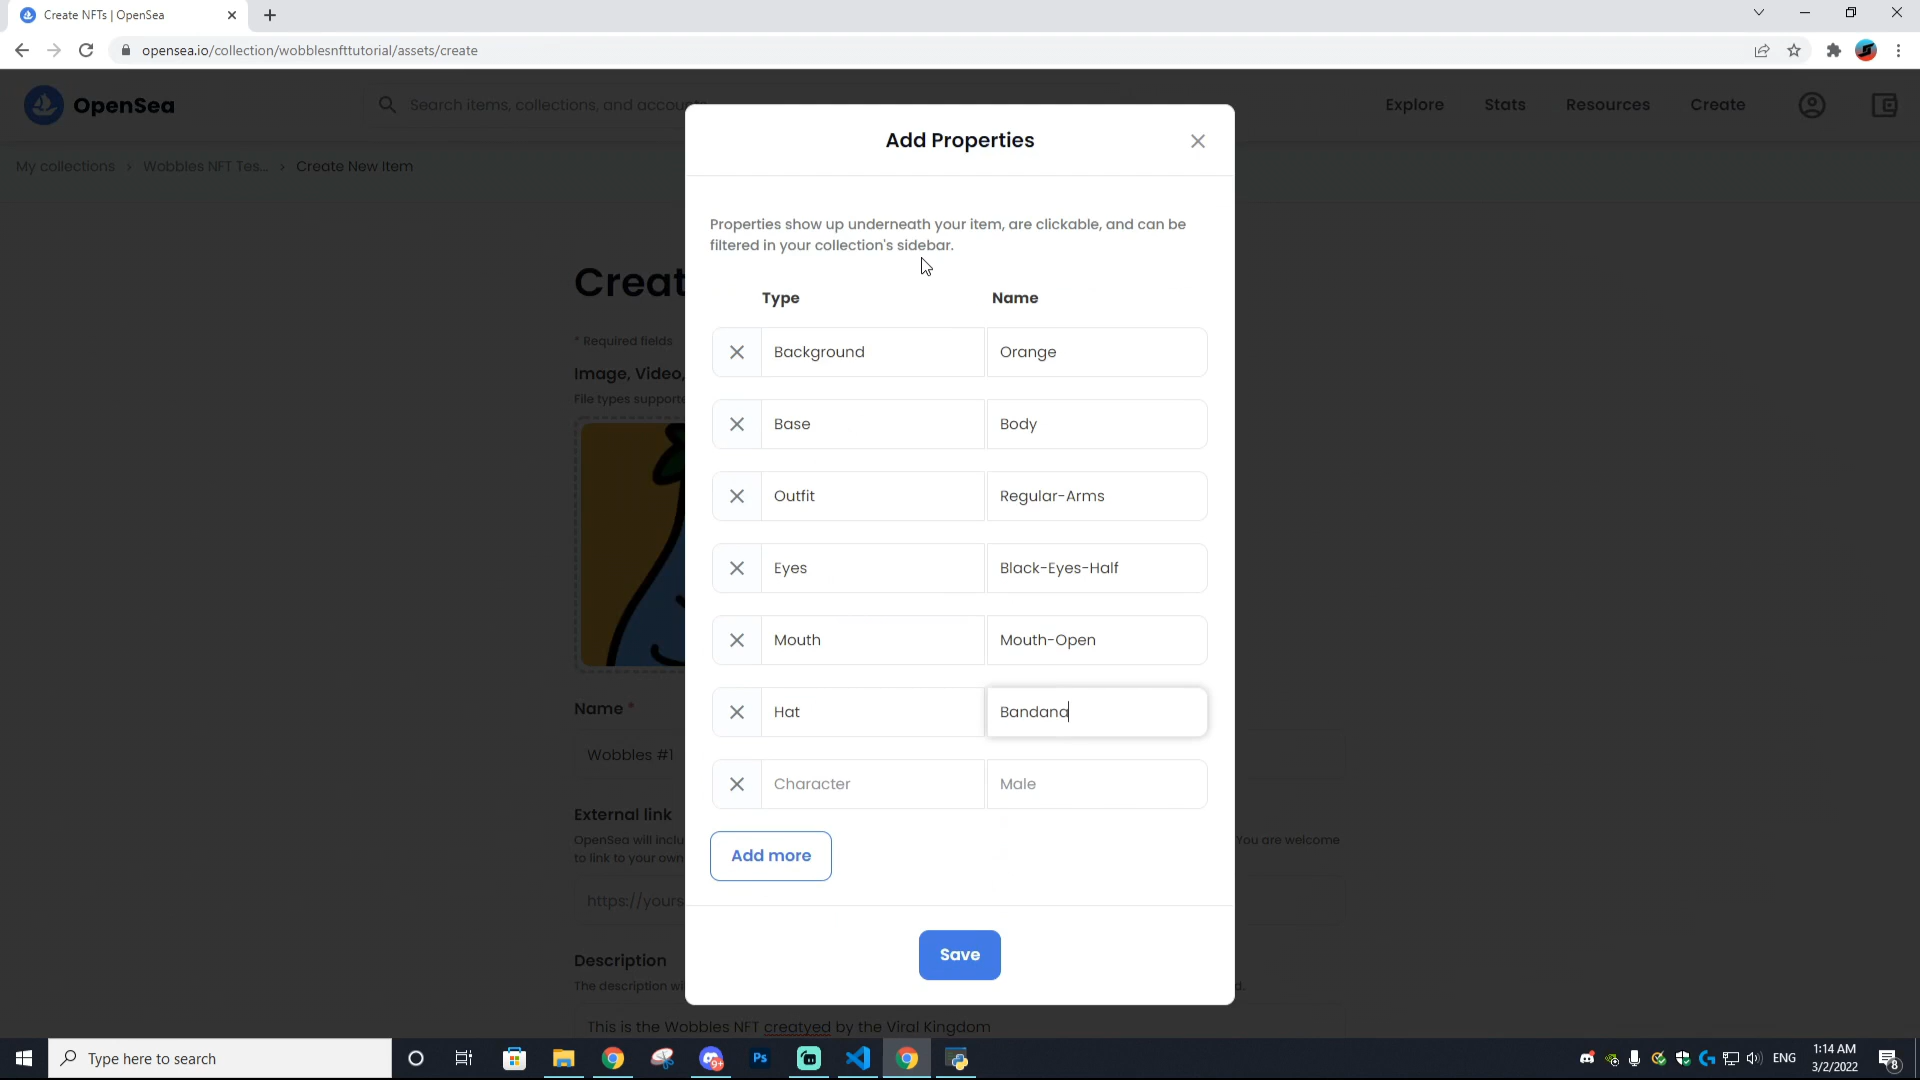 Create NFTs | OpenSea
opensea.io/collection/wobblesnfttutorial/assets/create
OpenSea
Search items, collections, and accounts
Explore
Stats
Resources
Create
My collections > Wobbles NFT Tes... > Create New Item
Add Properties
Properties show up underneath your item, are clickable, and can be
filtered in your collection's sidebar.
Type
Name
Background
Orange
Base
Body
Outfit
Regular-Arms
Eyes
Black-Eyes-Half
Mouth
Mouth-Open
Hat
Bandana
Character
Male
Add more
Save
Creat
* Required fields
Image, Video,
File types supporte
Name *
Wobbles #1
External link
OpenSea will inclu
You are welcome
to link to your own
https://yours
Description
The description wi
d.
This is the Wobbles NFT creatyed by the Viral Kingdom
Type here to search
9+
Ps
ENG
1:14 AM
3/2/2022
8